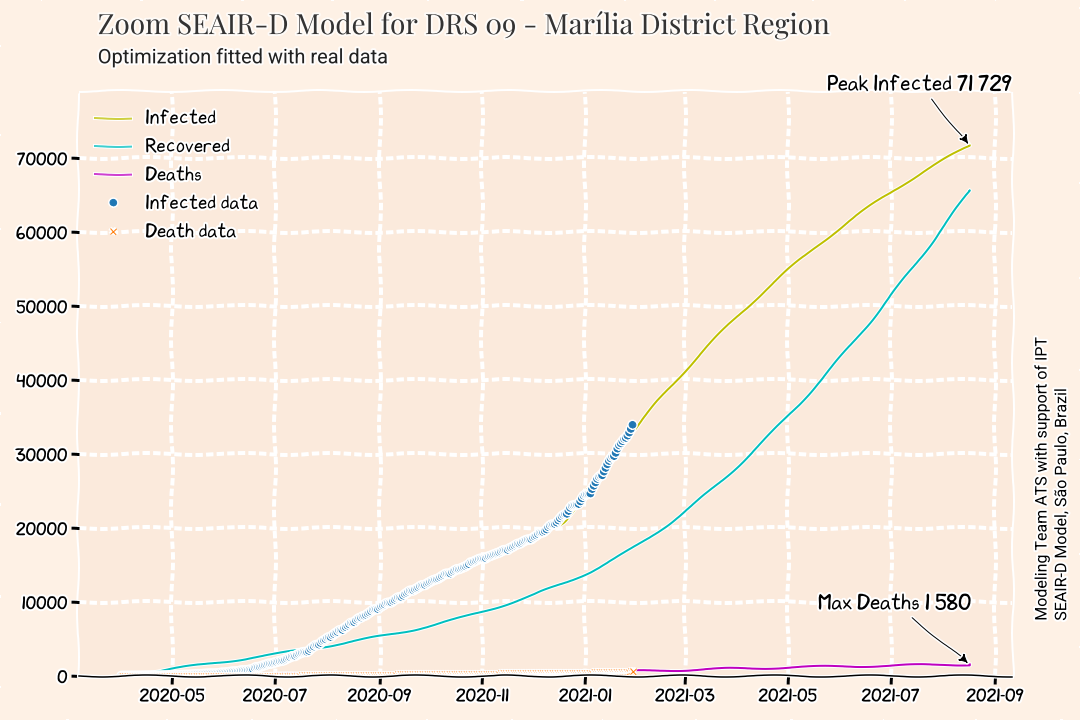 Zoom SEAIR-D Model for DRS 09 - Marília District Region
Optimization fitted with real data
Peak Infected 71 729
Infected
Recovered
Deaths
Infected data
Death data
70000
60000
50000
40000
30000
20000
10000
0
Max Deaths 1 580
2020-05
2020-07
2020-09
2020-11
2021-01
2021-03
2021-05
2021-07
2021-09
Modeling Team ATS with support of IPT
SEAIR-D Model, São Paulo, Brazil